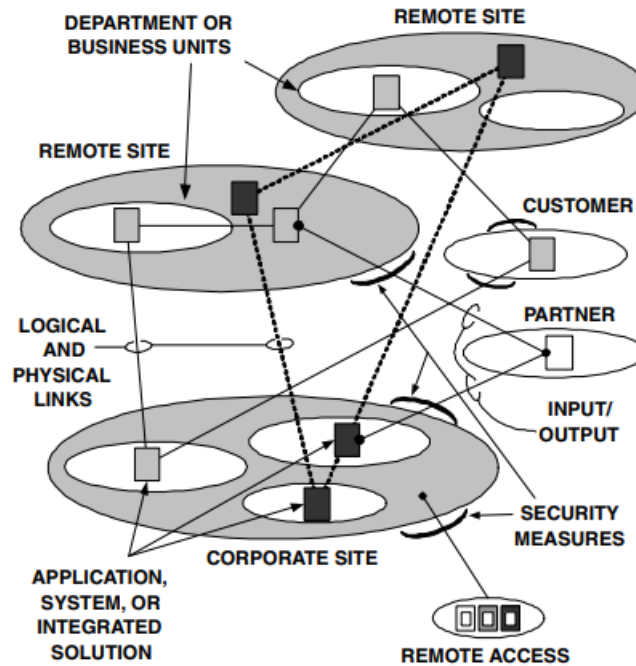 DEPARTMENT OR
BUSINESS UNITS
REMOTE SITE
REMOTE SITE
CUSTOMER
PARTNER
LOGICAL
AND
PHYSICAL
LINKS
INPUT/
OUTPUT
SECURITY
MEASURES
CORPORATE SITE
APPLICATION,
SYSTEM, OR
INTEGRATED
SOLUTION
REMOTE ACCESS